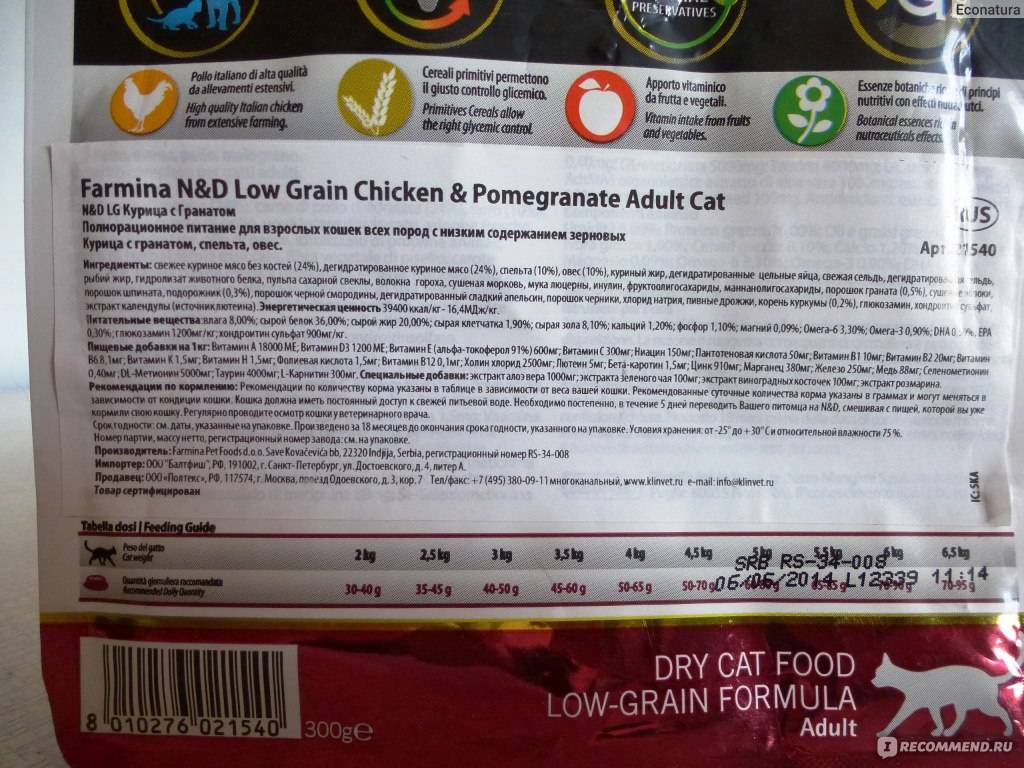 Econatura
PRESERVATIVES
Pollo italiano di alta qualità
da allevamenti estensivi.
High quality Italian chicken
from extensive farming.
Cereali primitivi permettono
il giusto controllo glicemico.
Primitives Cereals allow
the right glycemic control.
Apporto vitaminico
da frutta e vegetali.
Vitamin intake from fruits
and vegetables.
Essenze botaniche principi
nutritivi con effetti
Botanical essences
nutraceuticals effects
Farmina N&D Low Grain Chicken & Pomegranate Adult Cat
N&D LG Курица с Гранатом
RUS
Полнорационное питание для взрослых кошек всех пород с низким содержанием зерновых
Курица с гранатом, спельта, овес.
Арт. 21540
Ингредиенты: свежее куриное мясо без костей (24%), дегидратированное куриное мясо (24%), спельта (10%), овес (10%), куриный жир, дегидратированные цельные яйца, свежая сельдь, дегидратированная сельдь,
рыбий жир, гидролизат животного белка, пульпа сахарной свеклы, волокна гороха, сушеная морковь, мука люцерны, инулин, фруктоолигосахариды, маннанолигосахариды, порошок граната (0,5%),
порошок шпината, подорожник (0,3%), порошок черной смородины, дегидратированный сладкий апельсин, порошок черники, хлорид натрия, пивные дрожжи, корень куркумы (0,2%), глюкозамин, хондроитин сульфат,
экстракт календулы (источник лютеина). Энергетическая ценность 39400 ккал/кг - 16,4МДж/кг.
Питательные вещества: влага 8,00%; сырой белок 36,00%; сырой жир 20,00%; сырая клетчатка 1,90%; сырая зола 8,10%; кальций 1,20%; фосфор 1,10%; магний 0,09%; Омега-6 3,30%; Омега-3 0,90%; DHA EPA
0,30%; глюкозамин 1200мг/кг; хондроитин сульфат 900мг/кг.
Пищевые добавки на 1кг: Витамин A 18000 МЕ; Витамин D3 1200 МЕ; Витамин E (альфа-токоферол 91%) 600мг; Витамин C 300мг; Ниацин 150мг; Пантотеновая кислота 50мг; Витамин B1 10мг; Витамин B2 20мг; Витамин
B6 8,1мг; Витамин K 1,5мг; Витамин H 1,5мг; Фолиевая кислота 1,5мг; Витамин B12 0,1мг; Холин хлорид 2500мг; Лютеин 5мг; Бета-каротин 1,5мг; Цинк 910мг; Марганец 380мг; Железо 250мг; Медь 88мг; Селенометионин
0,40мг; DL-Метионин 5000мг; Таурин 4000мг; L-Карнитин 300мг. Специальные добавки: экстракт алоэ вера 1000мг; экстракта зеленого чая 100мг; экстракт виноградных косточек 100мг; экстракт розмарина.
Рекомендации по кормлению: Рекомендации по количеству корма указаны в таблице в зависимости от веса вашей кошки. Рекомендованные суточные количества корма указаны в граммах и могут меняться в
зависимости от кондиции кошки. Кошка должна иметь постоянный доступ к свежей питьевой воде. Необходимо постепенно, в течение 5 дней переводить Вашего питомца на N&D, смешивая с пищей, которой вы уже
кормили свою кошку. Регулярно проводите осмотр кошки у ветеринарного врача.
Срок годности: см. даты, указанные на упаковке. Произведено за 18 месяцев до окончания срока годности, указанного на упаковке. Условия хранения: от -25° до +30°C и относительной влажности 75 %.
Номер партии, массу нетто, регистрационный номер завода: см. на упаковке.
Производитель: Farmina Pet Foods d.o.o. Save Kovačevića bb, 22320 Indjija, Serbia, регистрационный номер RS-34-008
Импортер: ООО "Балтфиш", РФ, 191002, г. Санкт- Петербург, ул. Достоевского, д. 4, литер А.
Продавец: ООО «Полтекс», РФ, 117574, г. Москва, проезд Одоевского, д. 3, кор. 7 Тел/факс: +7 (495) 380-09-11 многоканальный, www.klinvet.ru e-mail: info@klinvet.ru
Товар сертифицирован
IC: SKA
Tabella dosi | Feeding Guide
Peso del gatto
Cat weight
2 kg 2,5 kg 3 kg 3,5 kg 4 kg 4,5 kg 5 kg 5,5 kg 6 kg 6,5 kg
SRB RS-34-008
Quantità giornaliera raccomandata
Recommended Daily Quantity
30-40 g 35-45 g 40-50 g 45-60 g 50-65 g 50-70 g 70-95 g
06/06/2014 L12339 11:14
DRY CAT FOOD
LOW-GRAIN FORMULA
Adult
8 010276 021540
300g e
IRECOMMEND.RU